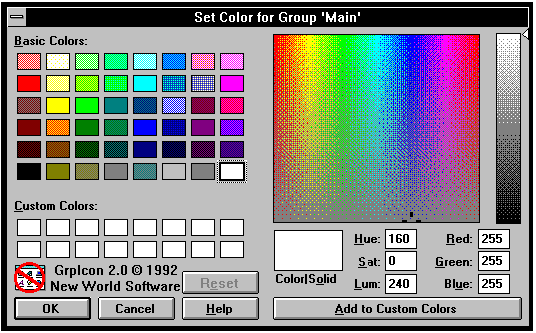 Set Color for Group 'Main'
Basic Colors:
Custom Colors:
GrpIcon 2.0 © 1992
New World Software
Reset
OK
Cancel
Help
Color|Solid
Hue: 160
Sat: 0
Lum: 240
Red: 255
Green: 255
Blue: 255
Add to Custom Colors